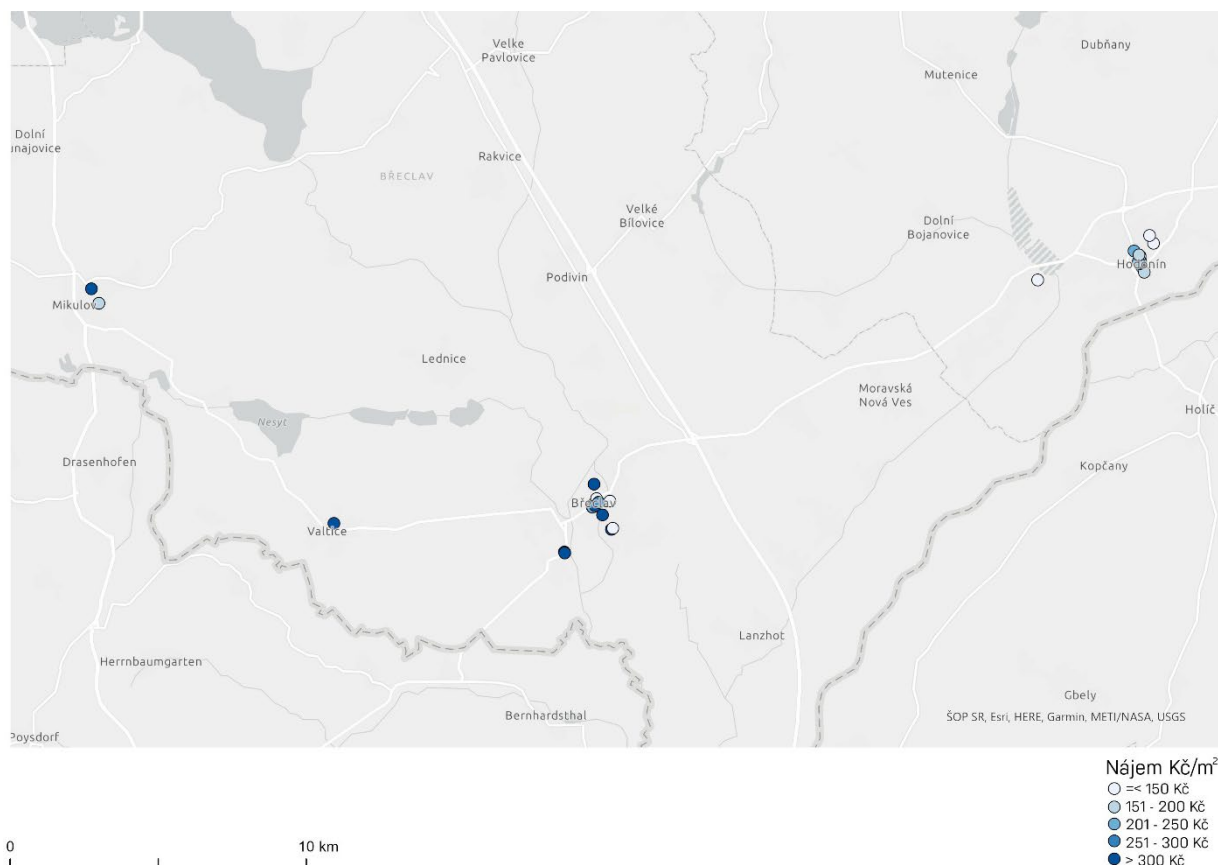 Velke
Pavlovice
Dubňany
Mutenice
Dolní
unajovice
Rakvice
BŘECLAV
Velké
Bílovice
Dolní
Bojanovice
Hodonín
Podivin
Mikulov
Lednice
Moravská
Nová Ves
Holíč
Nesyt
Drasenhofen
Kopčany
Břeclav
Valtice
Lanzhot
Herrnbaumgarten
Gbely
Bernhardsthal
ŠOP SR, Esri, HERE, Garmin, METI/NASA, USGS
Poysdorf
Nájem Kč/m²
=< 150 Kč
151 - 200 Kč
201 - 250 Kč
251 - 300 Kč
> 300 Kč
0 10 km